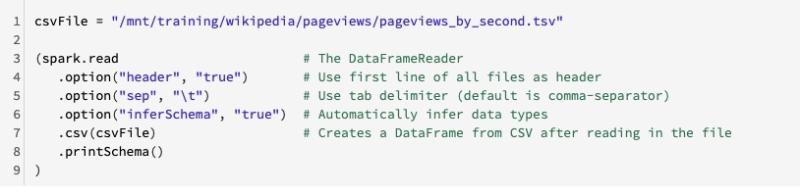 1 csvFile = "/mnt/training/wikipedia/pageviews/pageviews_by_second.tsv"
2
3 (spark.read # The DataFrameReader
4 .option("header", "true") # Use first line of all files as header
5 .option("sep", "\t") # Use tab delimiter (default is comma-separator)
6 .option("inferSchema", "true") # Automatically infer data types
7 .csv(csvFile) # Creates a DataFrame from CSV after reading in the file
8 .printSchema()
9 )